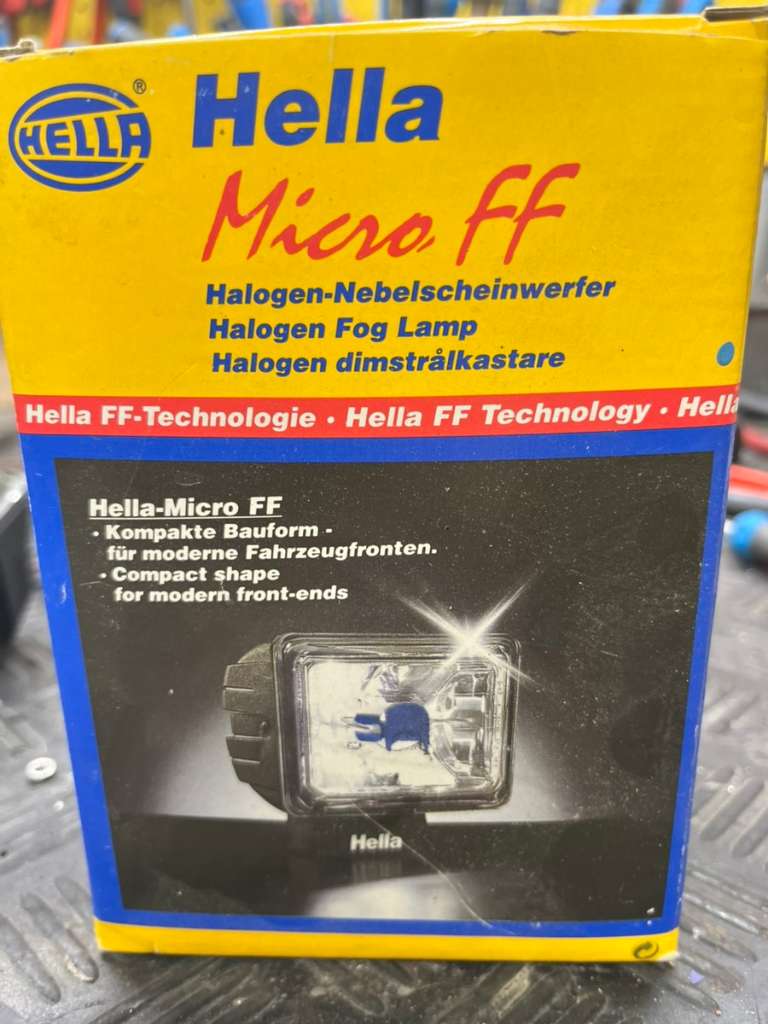 HELLA ®
Hella
Micro FF
Halogen-Nebelscheinwerfer
Halogen Fog Lamp
Halogen dimstrålkastare
Hella FF-Technologie • Hella FF Technology • Hella
Hella-Micro FF
• Kompakte Bauform -
für moderne Fahrzeugfronten.
• Compact shape
for modern front-ends
Hella